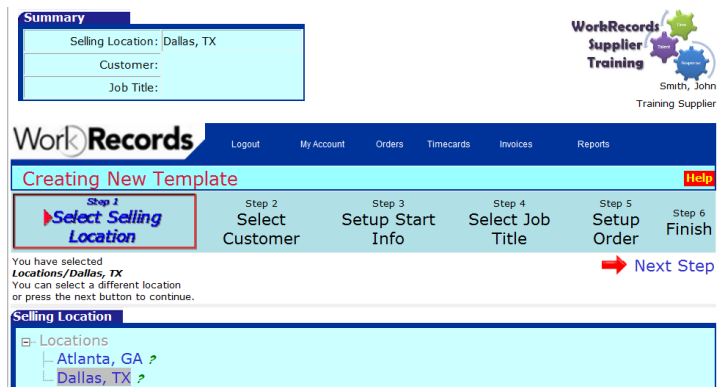 Summary
Selling Location: Dallas, TX
Customer:
Job Title:
WorkRecords
Supplier
Training
Talent
Smith, John
Training Supplier
WorkRecords
Logout My Account Orders Timecards Invoices Reports
Creating New Template
Help
Step 1
Select Selling
Location
Step 2
Select
Customer
Step 3
Setup Start
Info
Step 4
Select Job
Title
Step 5
Setup
Order
Step 6
Finish
You have selected
Locations/Dallas, TX
You can select a different location
or press the next button to continue.
Next Step
Selling Location
Locations
Atlanta, GA ?
Dallas, TX ?